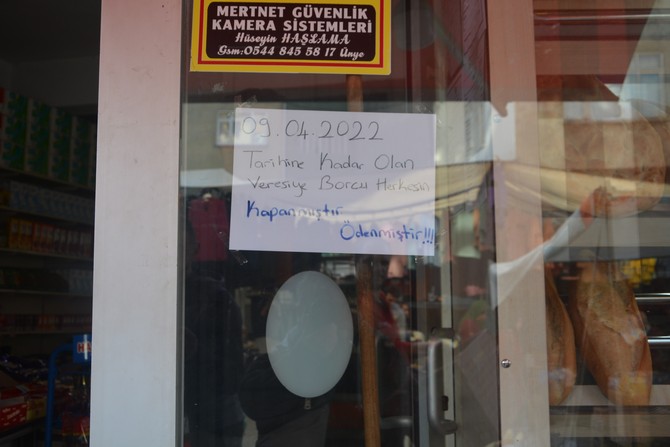 MERTNET GÜVENLİK
KAMERA SİSTEMLERİ
Hüseyin HAŞLAMA
Gsm:0544 845 58 17 Ünye
09.04.2022
Tarihine Kadar Olan
Veresiye Borcu Herkesin
Kapanmıştır
Ödenmiştir!!!